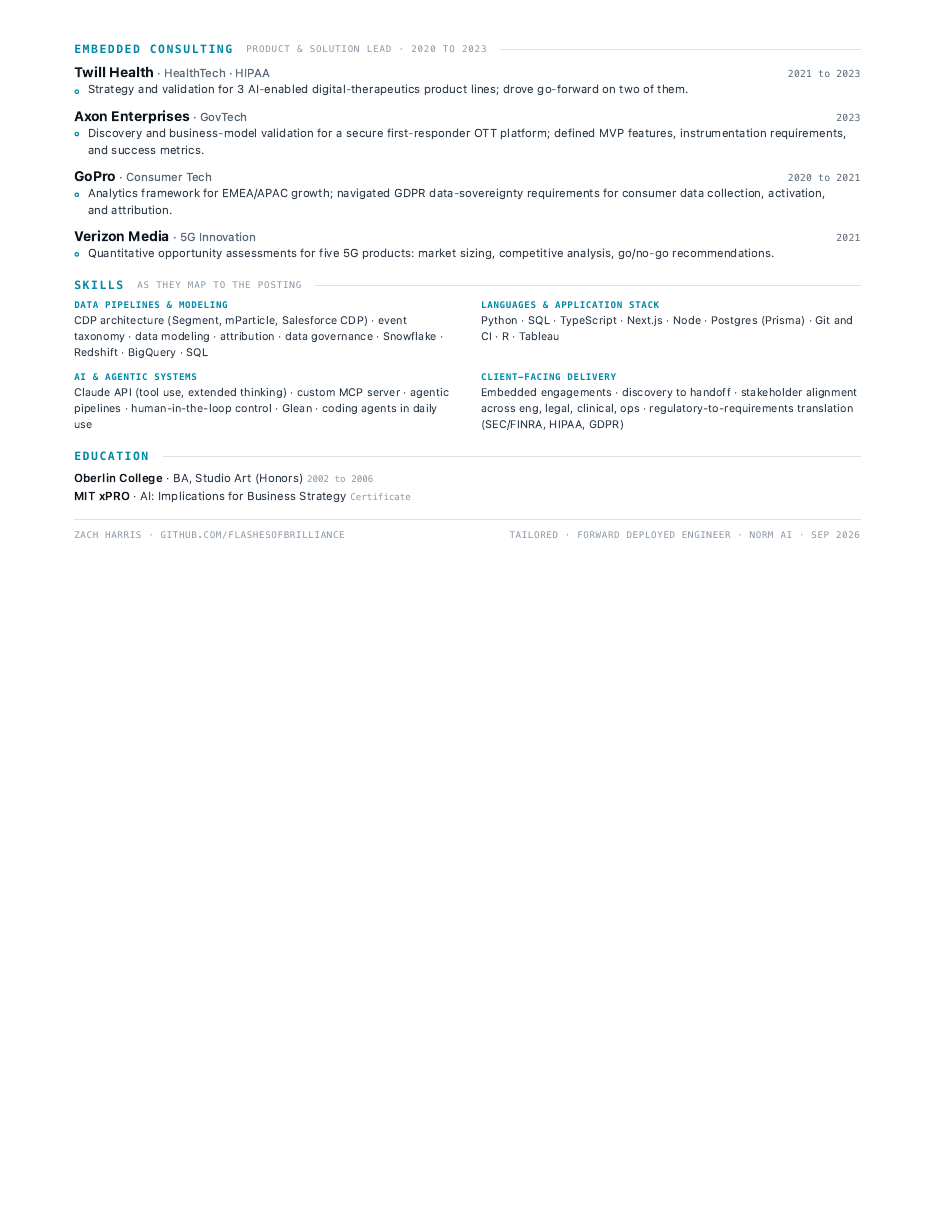 EMBEDDED CONSULTING PRODUCT & SOLUTION LEAD · 2020 TO 2023
Twill Health · HealthTech · HIPAA 2021 to 2023
Strategy and validation for 3 AI-enabled digital-therapeutics product lines; drove go-forward on two of them.
Axon Enterprises · GovTech 2023
Discovery and business-model validation for a secure first-responder OTT platform; defined MVP features, instrumentation requirements,
and success metrics.
GoPro · Consumer Tech 2020 to 2021
Analytics framework for EMEA/APAC growth; navigated GDPR data-sovereignty requirements for consumer data collection, activation,
and attribution.
Verizon Media · 5G Innovation 2021
Quantitative opportunity assessments for five 5G products: market sizing, competitive analysis, go/no-go recommendations.
SKILLS AS THEY MAP TO THE POSTING
DATA PIPELINES & MODELING
CDP architecture (Segment, mParticle, Salesforce CDP) · event
taxonomy · data modeling · attribution · data governance · Snowflake ·
Redshift · BigQuery · SQL
LANGUAGES & APPLICATION STACK
Python · SQL · TypeScript · Next.js · Node · Postgres (Prisma) · Git and
CI · R · Tableau
AI & AGENTIC SYSTEMS
Claude API (tool use, extended thinking) · custom MCP server · agentic
pipelines · human-in-the-loop control · Glean · coding agents in daily
use
CLIENT-FACING DELIVERY
Embedded engagements · discovery to handoff · stakeholder alignment
across eng, legal, clinical, ops · regulatory-to-requirements translation
(SEC/FINRA, HIPAA, GDPR)
EDUCATION
Oberlin College · BA, Studio Art (Honors) 2002 to 2006
MIT xPRO · AI: Implications for Business Strategy Certificate
ZACH HARRIS · GITHUB.COM/FLASHESOFBRILLIANCE TAILORED · FORWARD DEPLOYED ENGINEER · NORM AI · SEP 2026